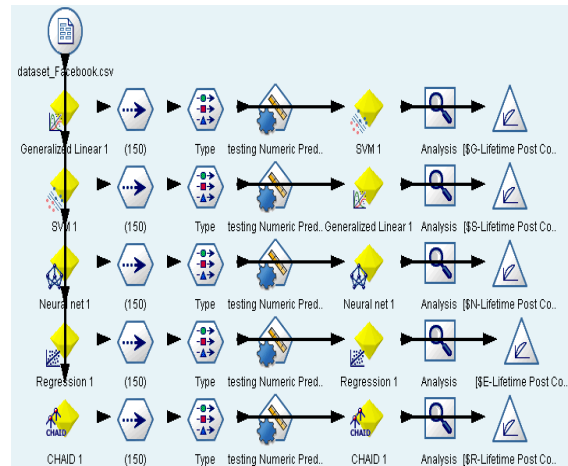 dataset_Facebook.csv
Generalized Linear 1 (150) Type testing Numeric Pred.. SVM 1 Analysis [$G-Lifetime Post Co..
SVM 1 (150) Type testing Numeric Pred.. Generalized Linear 1 Analysis [$S-Lifetime Post Co..
Neural net 1 (150) Type testing Numeric Pred.. Neural net 1 Analysis [$N-Lifetime Post Co..
Regression 1 (150) Type testing Numeric Pred.. Regression 1 Analysis [$E-Lifetime Post Co..
CHAID CHAID
CHAID 1 (150) Type testing Numeric Pred.. CHAID 1 Analysis [$R-Lifetime Post Co..